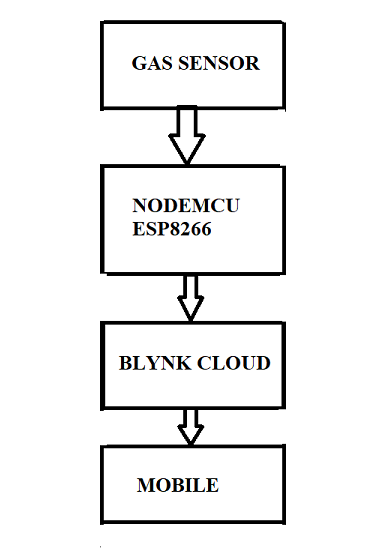 GAS SENSOR
NODEMCU
ESP8266
BLYNK CLOUD
MOBILE